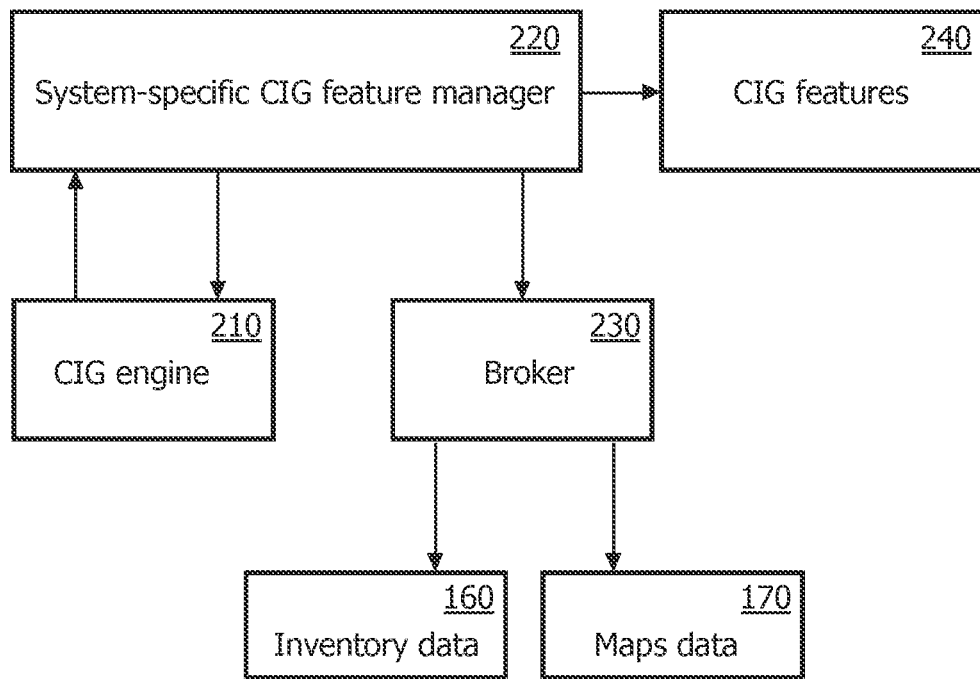 220
System-specific CIG feature manager
240
CIG features
210
CIG engine
230
Broker
160
Inventory data
170
Maps data